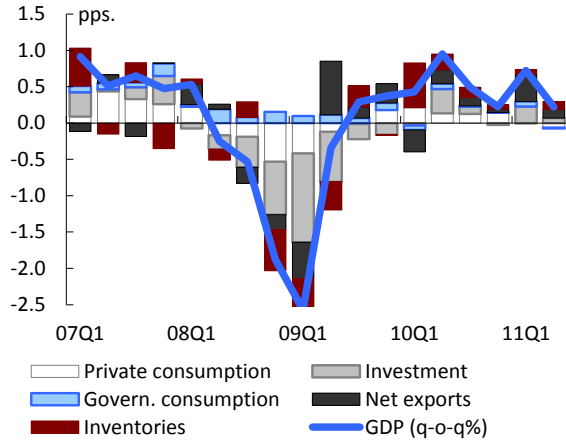 pps.
1.5
1.0
0.5
0.0
-0.5
-1.0
-1.5
-2.0
-2.5
07Q1 08Q1 09Q1 10Q1 11Q1
Private consumption Investment
Govern. consumption Net exports
Inventories GDP (q-o-q%)